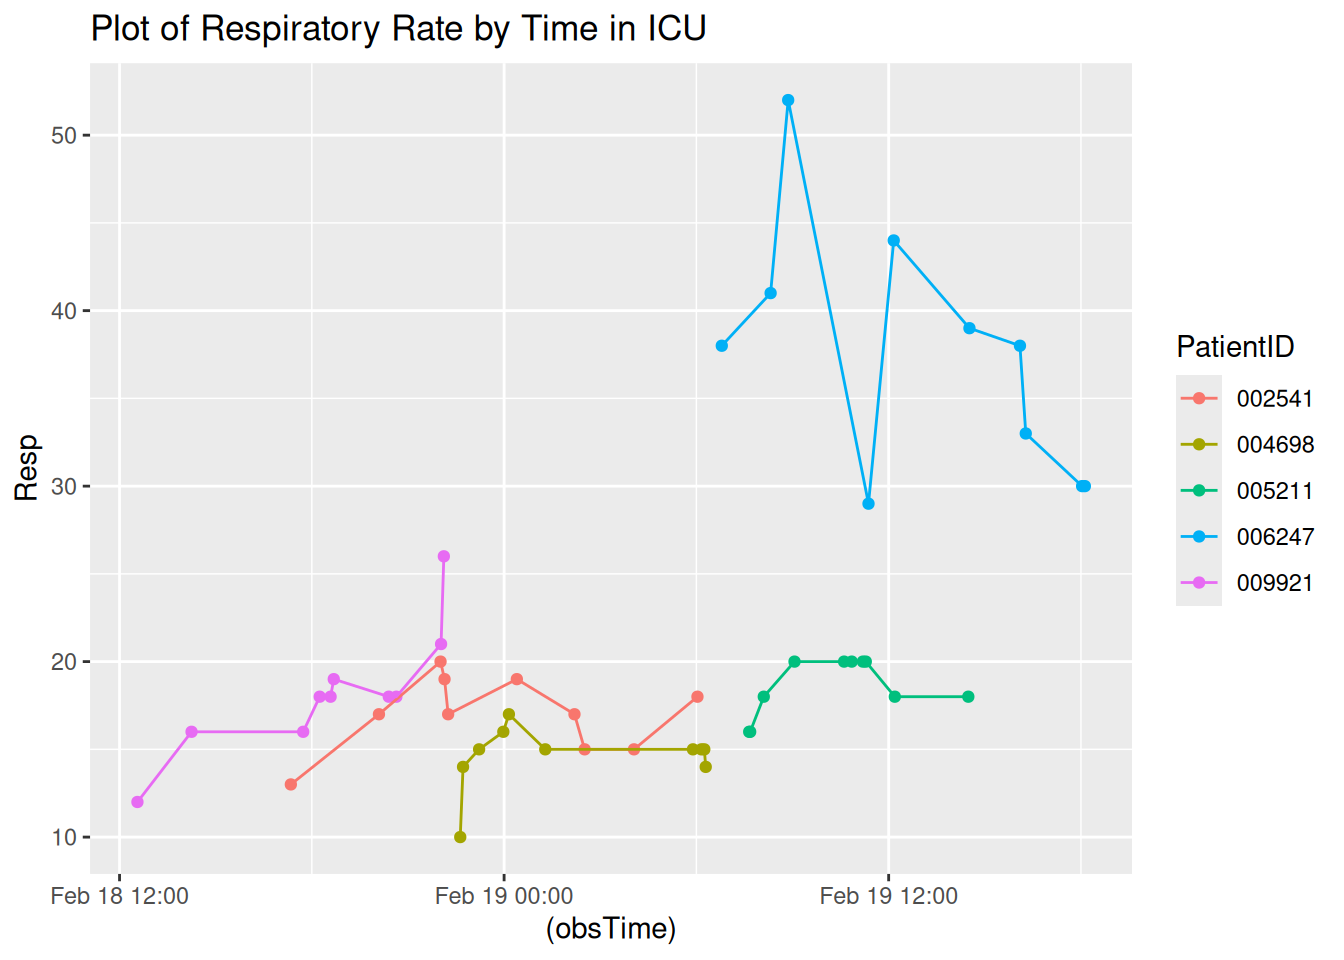 Plot of Respiratory Rate by Time in ICU
50
40
30
20
10
Resp
Feb 18 12:00
Feb 19 00:00
Feb 19 12:00
(obsTime)
PatientID
002541
004698
005211
006247
009921